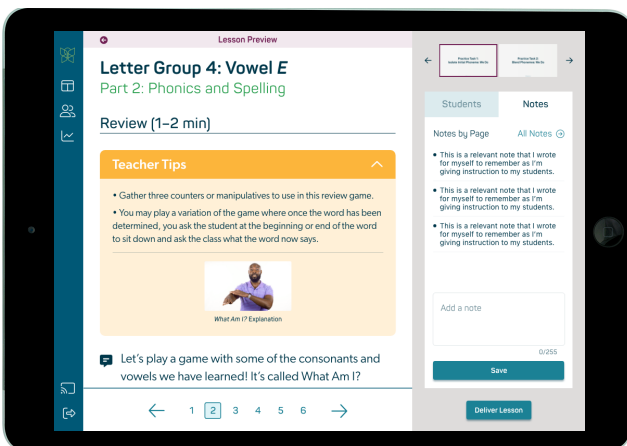 Lesson Preview
Letter Group 4: Vowel E
Part 2: Phonics and Spelling
Review (1–2 min)
Teacher Tips
• Gather three counters or manipulatives to use in this review game.
• You may play a variation of the game where once the word has been
determined, you ask the student at the beginning or end of the word
to sit down and ask the class what the word now says.
What Am I? Explanation
Let's play a game with some of the consonants and
vowels we have learned! It's called What Am I?
1 2 3 4 5 6
Students Notes
Notes by Page All Notes
• This is a relevant note that I wrote
for myself to remember as I'm
giving instruction to my students.
• This is a relevant note that I wrote
for myself to remember as I'm
giving instruction to my students.
• This is a relevant note that I wrote
for myself to remember as I'm
giving instruction to my students.
Add a note
0/255
Save
Deliver Lesson